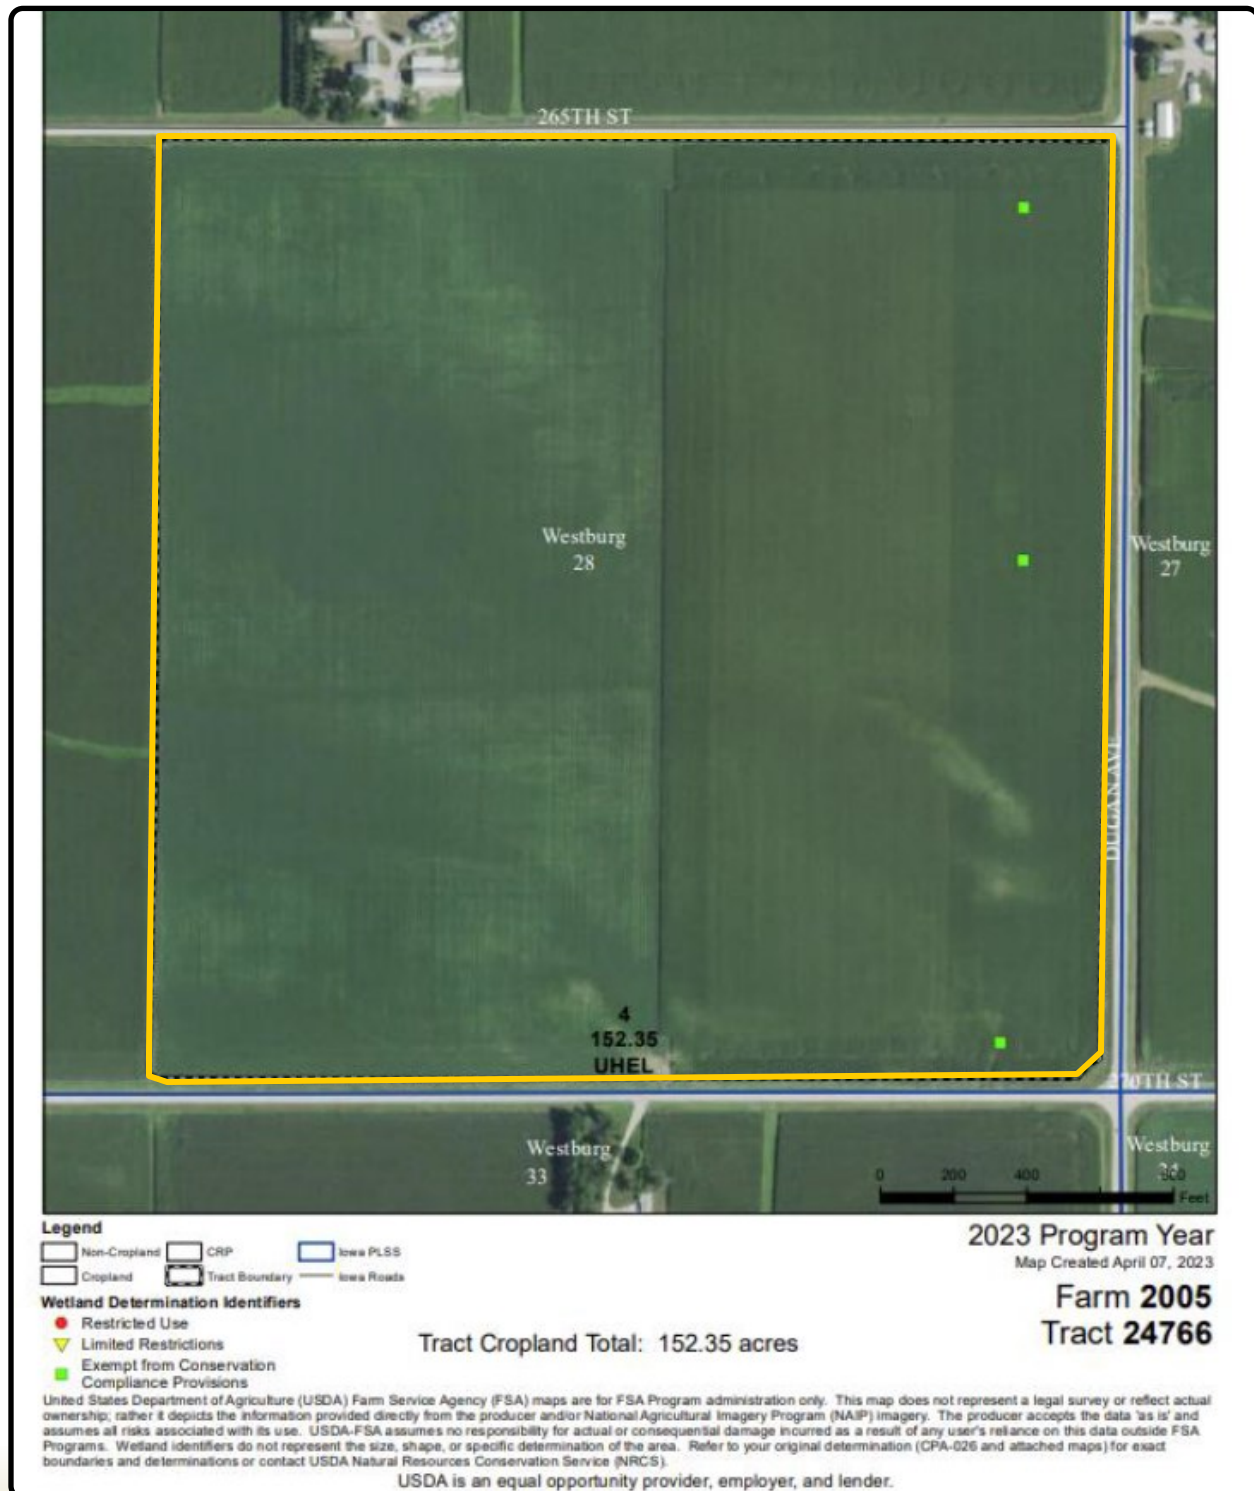 265TH ST
Westburg
28
Westburg
27
DUGAN AVE
4
152.35
UHEL
270TH ST
Westburg
33
Westburg
34
0 200 400 800
Feet
Legend
Non-Cropland CRP Iowa PLSS
Cropland Tract Boundary Iowa Roads
Wetland Determination Identifiers
Restricted Use
Limited Restrictions
Exempt from Conservation
Compliance Provisions
Tract Cropland Total: 152.35 acres
2023 Program Year
Map Created April 07, 2023
Farm 2005
Tract 24766
United States Department of Agriculture (USDA) Farm Service Agency (FSA) maps are for FSA Program administration only. This map does not represent a legal survey or reflect actual
ownership; rather it depicts the information provided directly from the producer and/or National Agricultural Imagery Program (NAIP) imagery. The producer accepts the data 'as is' and
assumes all risks associated with its use. USDA-FSA assumes no responsibility for actual or consequential damage incurred as a result of any user's reliance on this data outside FSA
Programs. Wetland identifiers do not represent the size, shape, or specific determination of the area. Refer to your original determination (CPA-026 and attached maps) for exact
boundaries and determinations or contact USDA Natural Resources Conservation Service (NRCS).
USDA is an equal opportunity provider, employer, and lender.